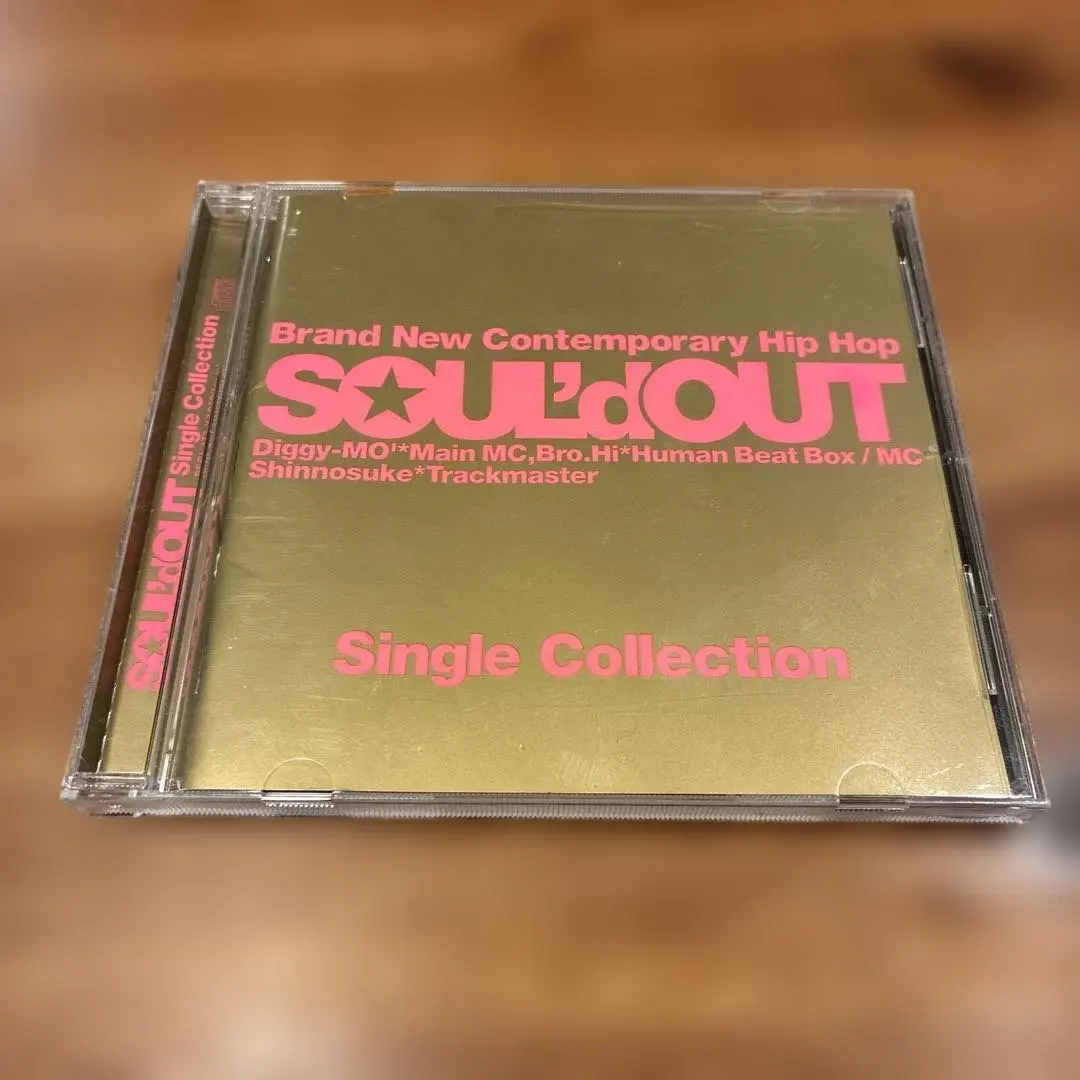 Brand New Contemporary Hip Hop
SOUL'dOUT
Diggy-MO'*Main MC,Bro.Hi*Human Beat Box / MC
Shinnosuke*Trackmaster
Single Collection
SOUL'dOUT Single Collection